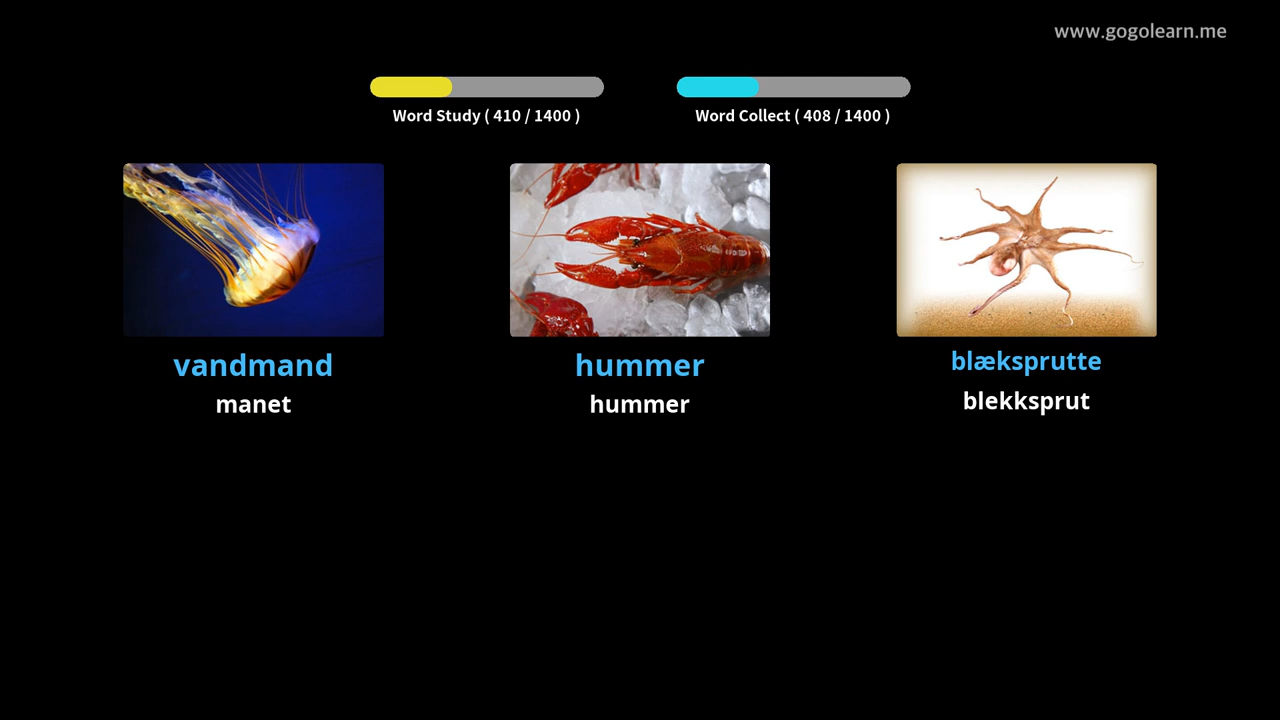 www.gogolearn.me
Word Study ( 410 / 1400 )
Word Collect ( 408 / 1400 )
vandmand
manet
hummer
hummer
blæksprutte
blekksprut